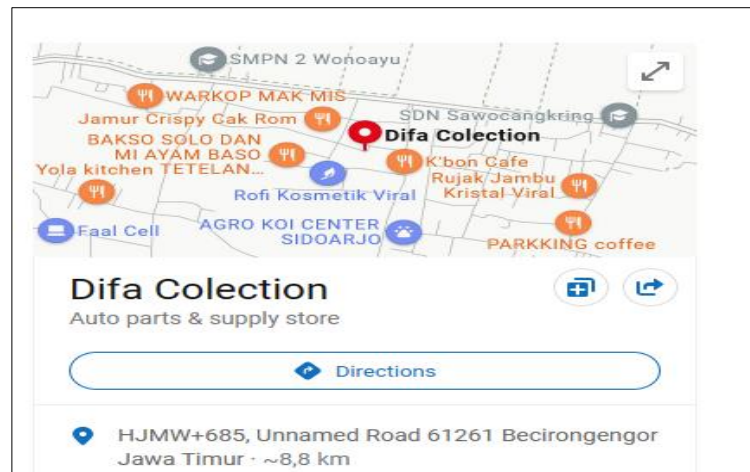 SMPN 2 Wonoayu
WARKOP MAK MIS
Jamur Crispy Cak Rom
SDN Sawocangkring
Difa Colection
BAKSO SOLO DAN
MI AYAM BASO
TETELAN...
K'bon Cafe
Yola kitchen
Rujak Jambu
Kristal Viral
Rofi Kosmetik Viral
Faal Cell
AGRO KOI CENTER
SIDOARJO
PARKKING coffee
Difa Colection
Auto parts & supply store
Directions
HJMW+685, Unnamed Road 61261 Becirongengor
Jawa Timur · ~8,8 km